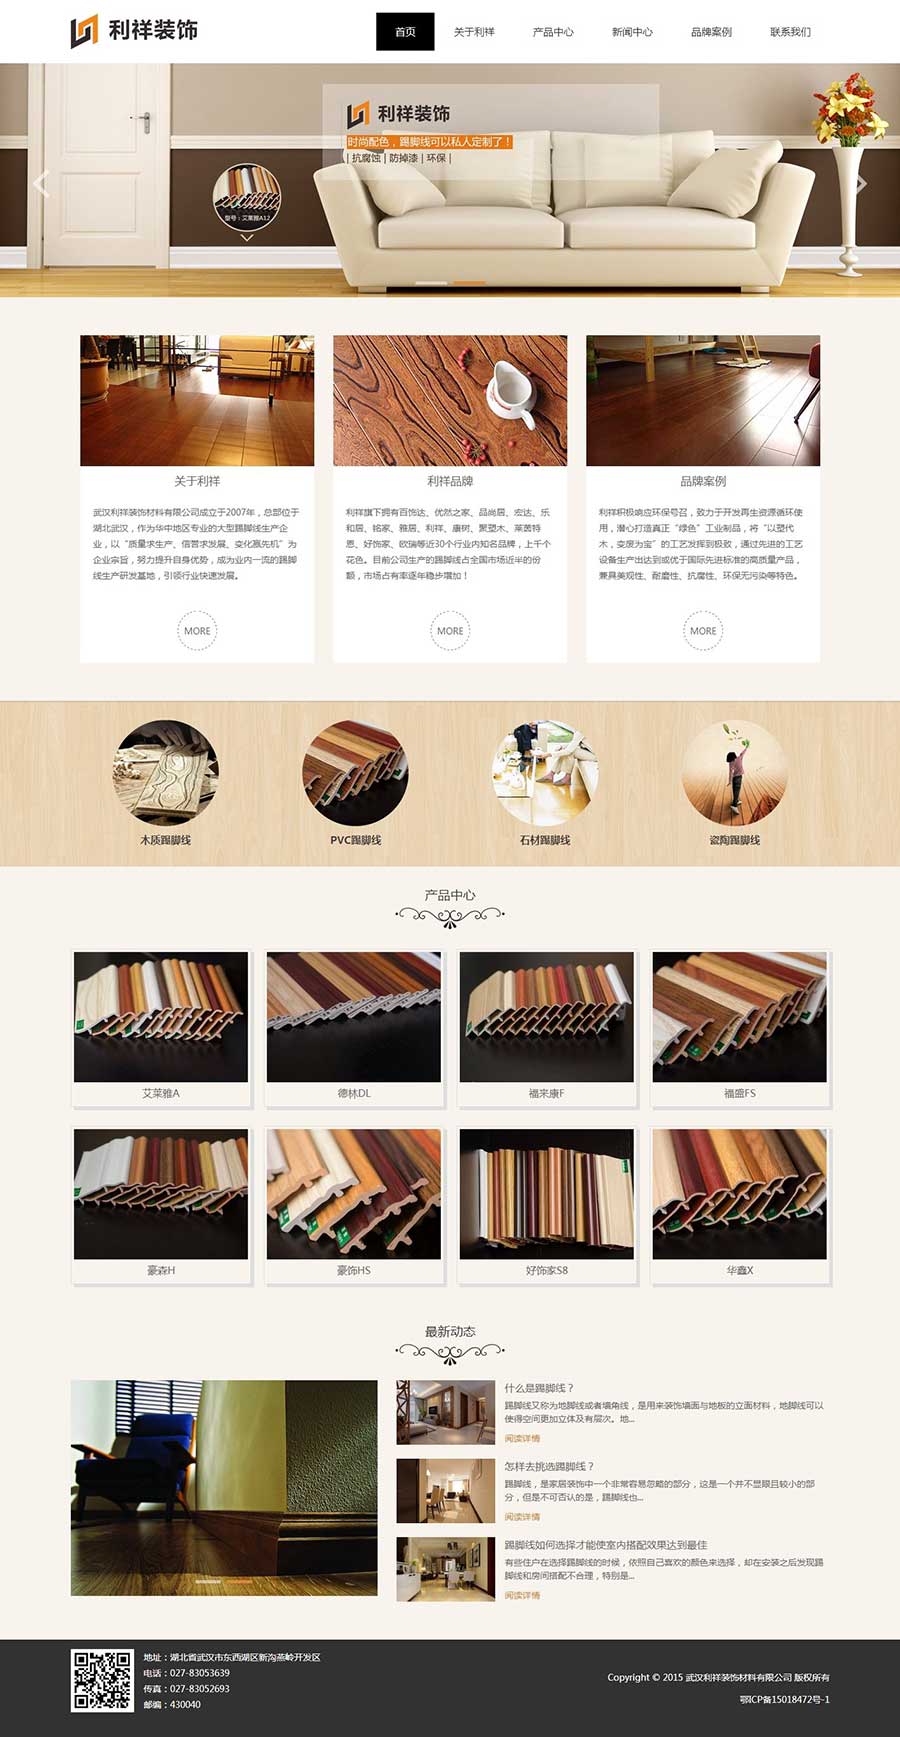 利祥装饰
首页 关于利祥 产品中心 新闻中心 品牌案例 联系我们
利祥装饰
时尚配色，踢脚线可以私人定制了！
| 抗腐蚀 | 防掉漆 | 环保 |
型号：艾莱雅A12
关于利祥
武汉利祥装饰材料有限公司成立于2007年，总部位于
湖北武汉，作为华中地区专业的大型踢脚线生产企
业，以“质量求生产、信誉求发展、变化赢先机”为
企业宗旨，努力提升自身优势，成为业内一流的踢脚
线生产研发基地，引领行业快速发展。
MORE
利祥品牌
利祥旗下拥有百饰达、优然之家、品尚居、宏达、乐
和居、铭家、雅居、利祥、康树、聚塑木、莱茵特
恩、好饰家、欧瑞等近30个行业内知名品牌，上千个
花色。目前公司生产的踢脚线占全国市场近半的份
额，市场占有率逐年稳步增加！
MORE
品牌案例
利祥积极响应环保号召，致力于开发再生资源循环使
用，潜心打造真正“绿色”工业制品，将“以塑代
木，变废为宝”的工艺发挥到极致，通过先进的工艺
设备生产出达到或优于国际先进标准的高质量产品，
兼具美观性、耐磨性、抗腐性、环保无污染等特色。
MORE
木质踢脚线 PVC踢脚线 石材踢脚线 瓷陶踢脚线
产品中心
艾莱雅A 德林DL 福来康F 福盛FS
豪森H 豪饰HS 好饰家S8 华鑫X
最新动态
什么是踢脚线？
踢脚线又称为地脚线或者墙角线，是用来装饰墙面与地板的立面材料，地脚线可以
使得空间更加立体及有层次。地...
阅读详情
怎样去挑选踢脚线？
踢脚线，是家居装饰中一个非常容易忽略的部分，这是一个并不显眼且较小的部
分，但是不可否认的是，踢脚线也...
阅读详情
踢脚线如何选择才能使室内搭配效果达到最佳
有些住户在选择踢脚线的时候，依照自己喜欢的颜色来选择，却在安装之后发现踢
脚线和房间搭配不合理，特别是...
阅读详情
地址：湖北省武汉市东西湖区新沟燕岭开发区
电话：027-83053639
传真：027-83052693
邮编：430040
Copyright © 2015 武汉利祥装饰材料有限公司 版权所有
鄂ICP备15018472号-1